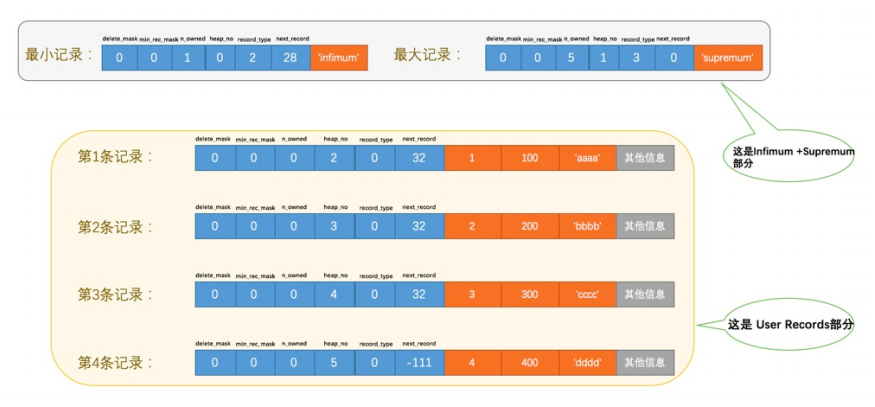 delete_mask min_rec_mask n_owned heap_no record_type next_record
最小记录： 0 0 1 0 2 28 'infimum'
delete_mask min_rec_mask n_owned heap_no record_type next_record
最大记录： 0 0 5 1 3 0 'supremum'
这是Infimum +Supremum
部分
delete_mask min_rec_mask n_owned heap_no record_type next_record
第1条记录： 0 0 0 2 0 32 1 100 'aaaa' 其他信息
delete_mask min_rec_mask n_owned heap_no record_type next_record
第2条记录： 0 0 0 3 0 32 2 200 'bbbb' 其他信息
delete_mask min_rec_mask n_owned heap_no record_type next_record
第3条记录： 0 0 0 4 0 32 3 300 'cccc' 其他信息
这是 User Records部分
delete_mask min_rec_mask n_owned heap_no record_type next_record
第4条记录： 0 0 0 5 0 -111 4 400 'dddd' 其他信息